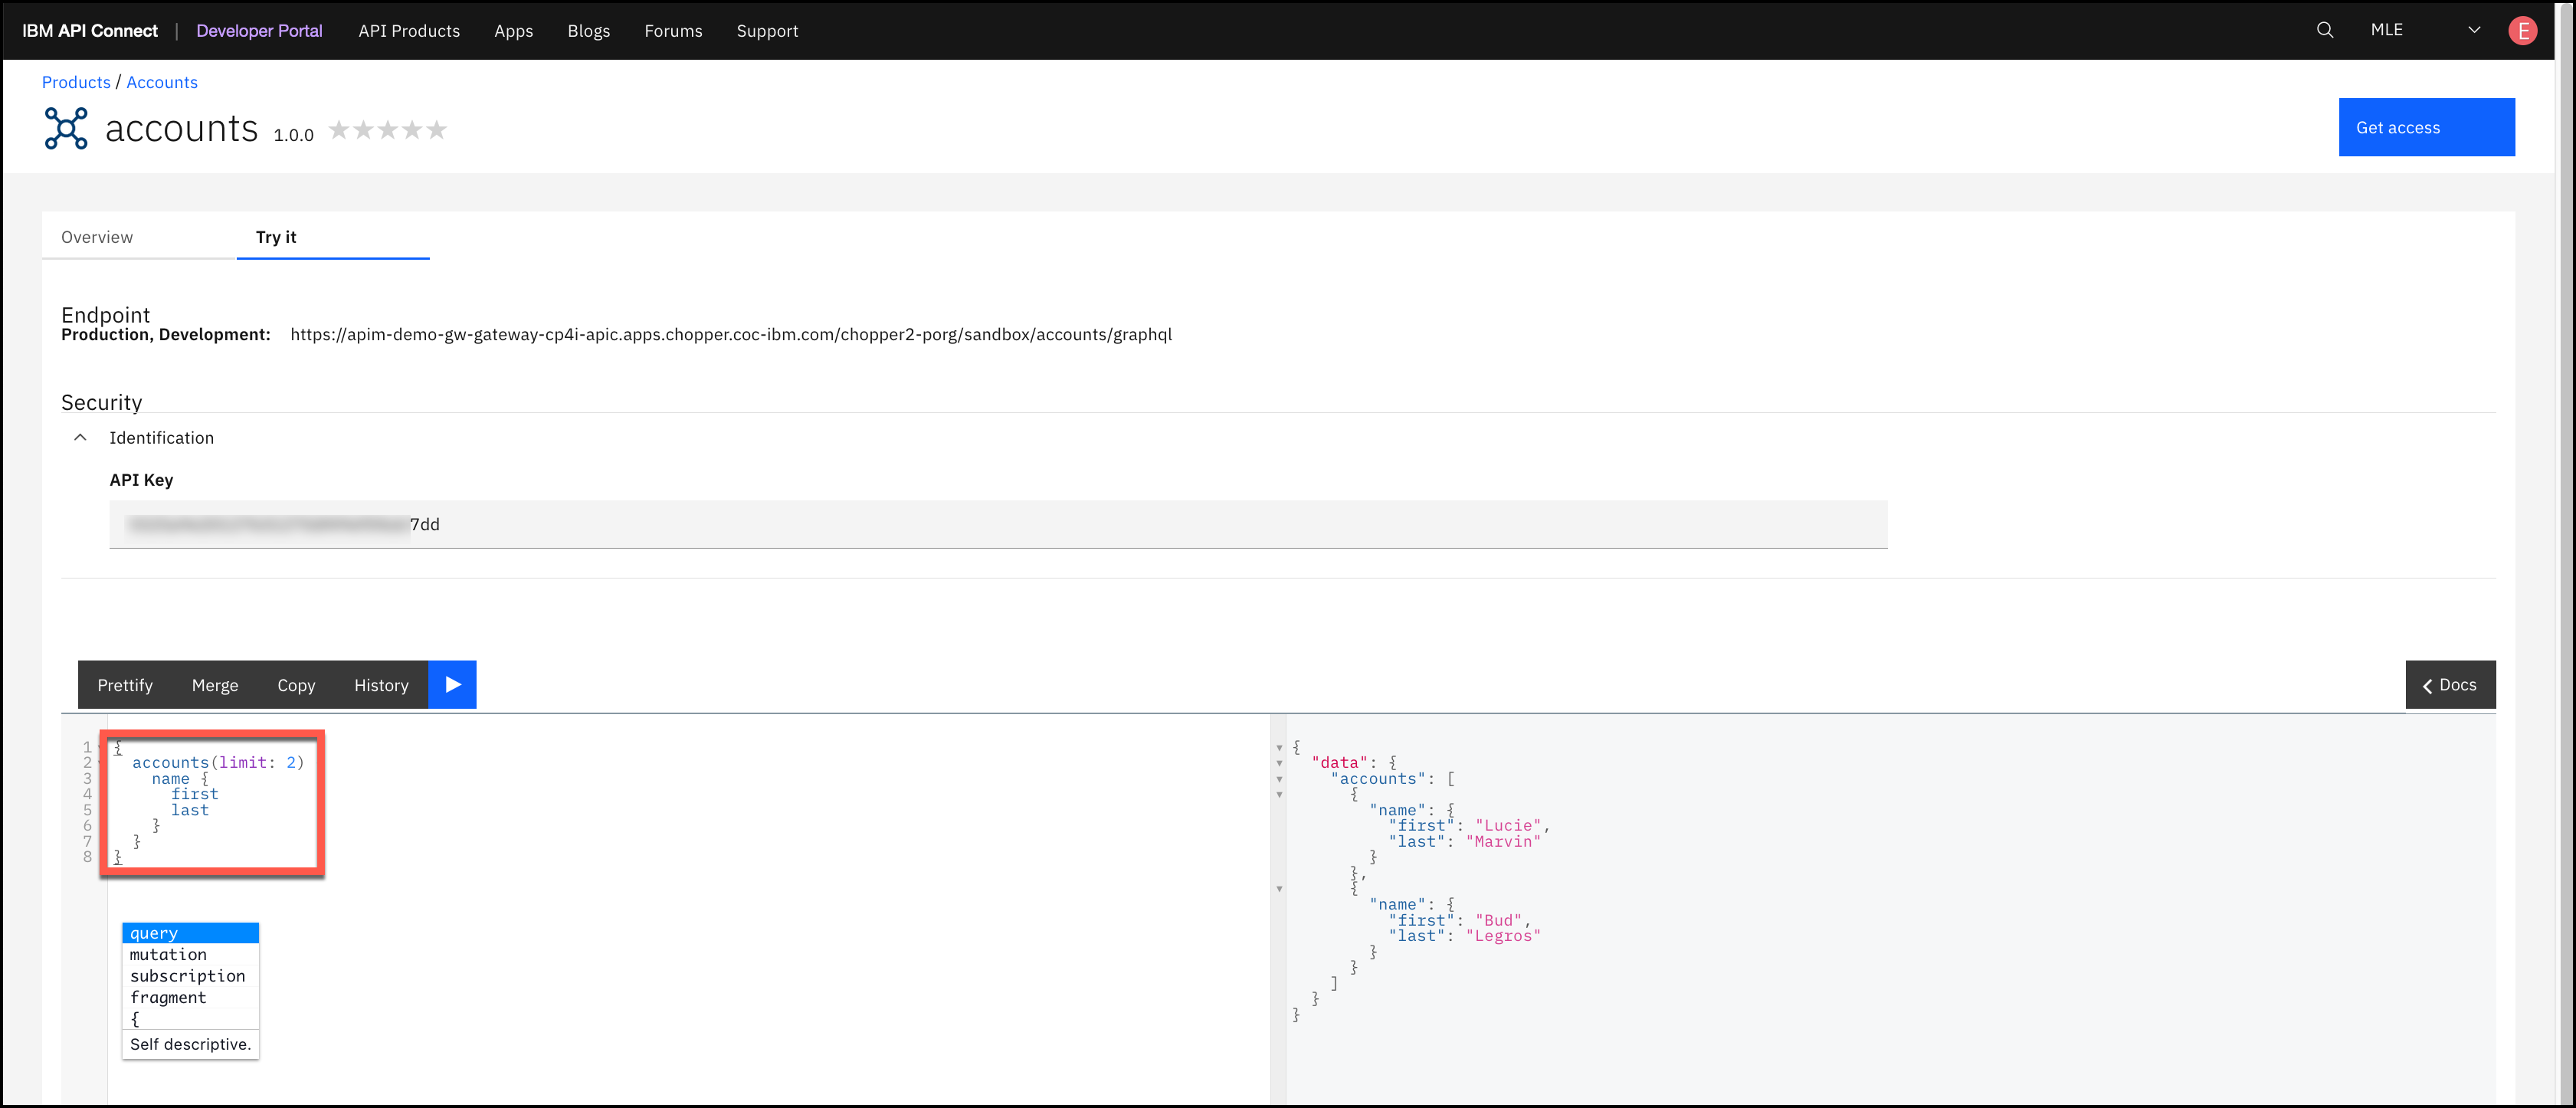 IBM API Connect | Developer Portal API Products Apps Blogs Forums Support MLE E
Products / Accounts
accounts 1.0.0
Get access
Overview Try it
Endpoint
Production, Development: https://apim-demo-gw-gateway-cp4i-apic.apps.chopper.coc-ibm.com/chopper2-porg/sandbox/accounts/graphql
Security
Identification
API Key
7dd
Prettify Merge Copy History
Docs
1 {
2 accounts(limit: 2)
3 name {
4 first
5 last
6 }
7 }
8 }
query
mutation
subscription
fragment
{
Self descriptive.
{
"data": {
"accounts": [
{
"name": {
"first": "Lucie",
"last": "Marvin"
}
},
{
"name": {
"first": "Bud",
"last": "Legros"
}
}
]
}
}